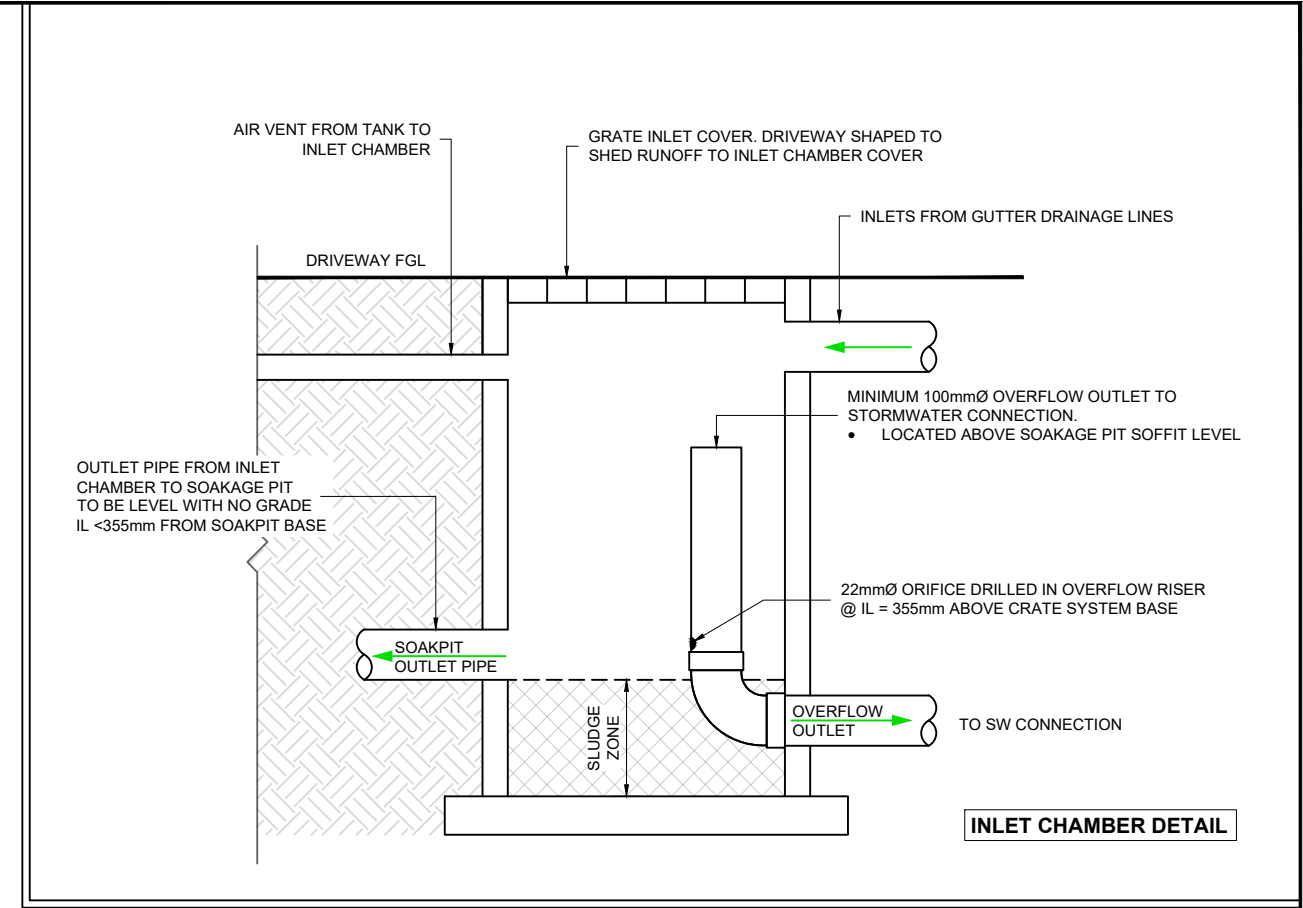 AIR VENT FROM TANK TO
INLET CHAMBER
GRATE INLET COVER. DRIVEWAY SHAPED TO
SHED RUNOFF TO INLET CHAMBER COVER
INLETS FROM GUTTER DRAINAGE LINES
DRIVEWAY FGL
MINIMUM 100mmØ OVERFLOW OUTLET TO
STORMWATER CONNECTION.
• LOCATED ABOVE SOAKAGE PIT SOFFIT LEVEL
OUTLET PIPE FROM INLET
CHAMBER TO SOAKAGE PIT
TO BE LEVEL WITH NO GRADE
IL <355mm FROM SOAKPIT BASE
22mmØ ORIFICE DRILLED IN OVERFLOW RISER
@ IL = 355mm ABOVE CRATE SYSTEM BASE
SOAKPIT
OUTLET PIPE
SLUDGE
ZONE
OVERFLOW
OUTLET
TO SW CONNECTION
INLET CHAMBER DETAIL